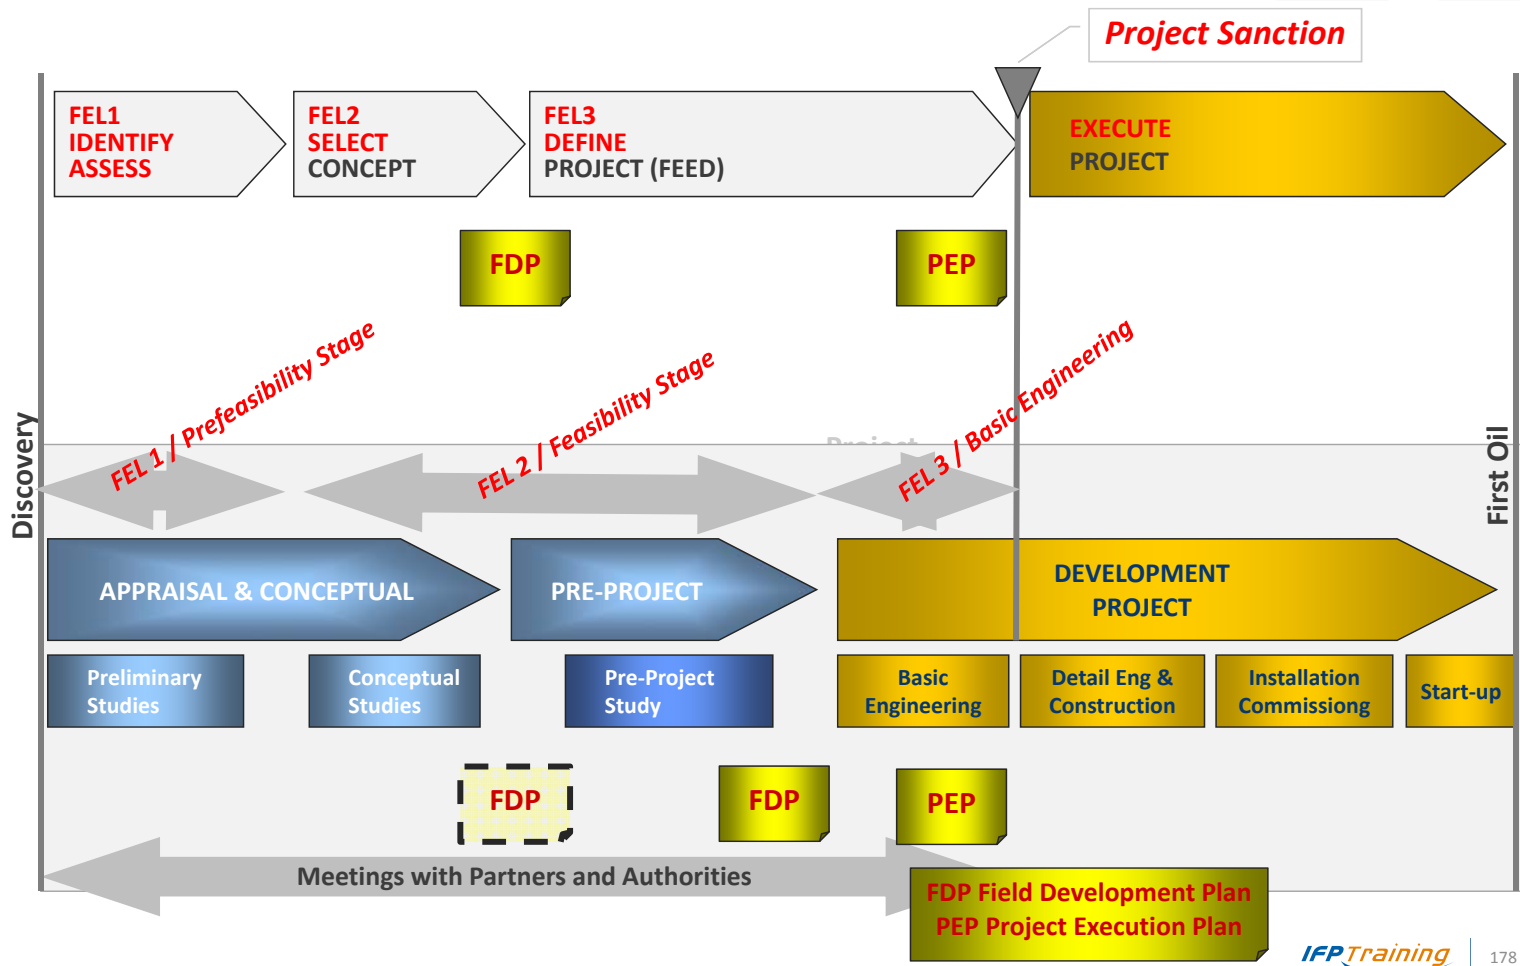 Project Sanction
FEL1
IDENTIFY
ASSESS
FEL2
SELECT
CONCEPT
FEL3
DEFINE
PROJECT (FEED)
EXECUTE
PROJECT
FDP
PEP
FEL 1 / Prefeasibility Stage
FEL 2 / Feasibility Stage
FEL 3 / Basic Engineering
Project
Discovery
First Oil
APPRAISAL & CONCEPTUAL
PRE-PROJECT
DEVELOPMENT
PROJECT
Preliminary
Studies
Conceptual
Studies
Pre-Project
Study
Basic
Engineering
Detail Eng &
Construction
Installation
Commissiong
Start-up
FDP
FDP
PEP
Meetings with Partners and Authorities
FDP Field Development Plan
PEP Project Execution Plan
IFP Training
178